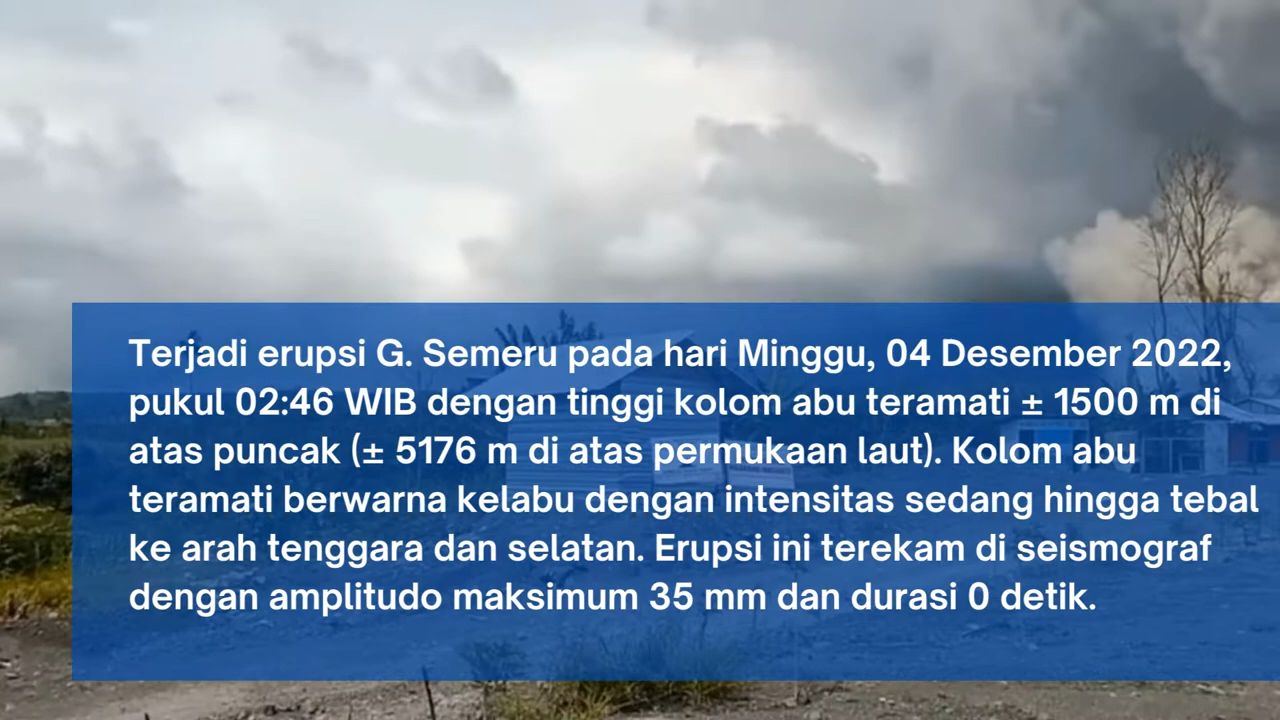 Terjadi erupsi G. Semeru pada hari Minggu, 04 Desember 2022,
pukul 02:46 WIB dengan tinggi kolom abu teramati ± 1500 m di
atas puncak (± 5176 m di atas permukaan laut). Kolom abu
teramati berwarna kelabu dengan intensitas sedang hingga tebal
ke arah tenggara dan selatan. Erupsi ini terekam di seismograf
dengan amplitudo maksimum 35 mm dan durasi 0 detik.